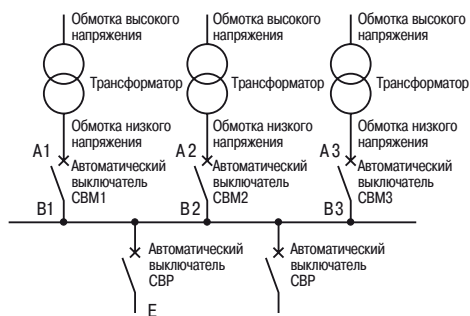 Обмотка высокого
напряжения
Обмотка высокого
напряжения
Обмотка высокого
напряжения
Трансформатор
Трансформатор
Трансформатор
Обмотка низкого
напряжения
Обмотка низкого
напряжения
Обмотка низкого
напряжения
A1
Автоматический
выключатель
СВМ1
A2
Автоматический
выключатель
СВМ2
A3
Автоматический
выключатель
СВМ3
B1
B2
B3
Автоматический
выключатель
СВР
Автоматический
выключатель
СВР
E